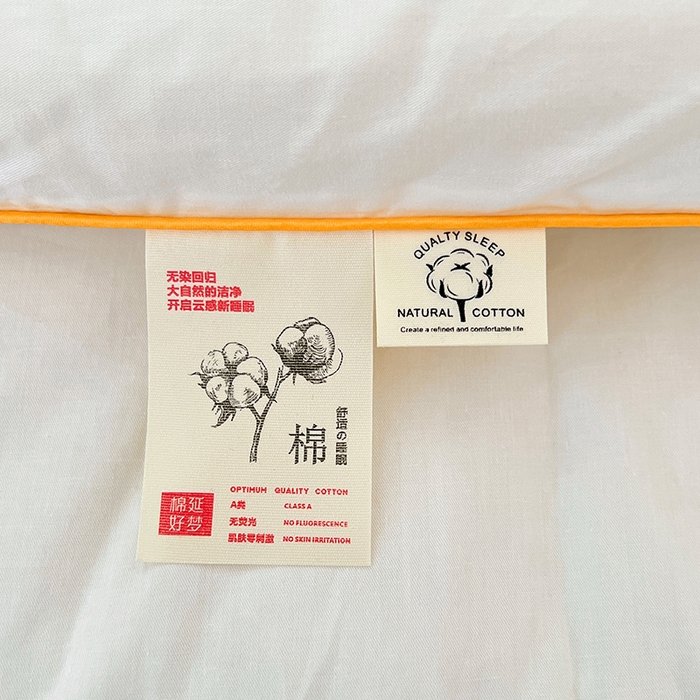 无染回归
大自然的洁净
开启云感新睡眠
棉
舒适の睡眠
棉延
好梦
OPTIMUM QUALITY COTTON
A类 CLASS A
无荧光 NO FLUORESCENCE
肌肤零刺激 NO SKIN IRRITATION
QUALTY SLEEP
NATURAL COTTON
Create a refined and comfortable life